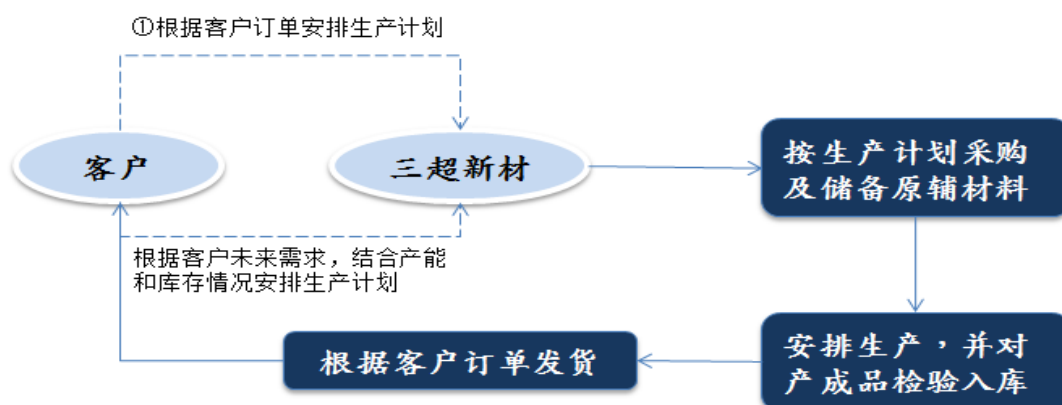 ①根据客户订单安排生产计划
客户
三超新材
按生产计划采购
及储备原辅材料
根据客户未来需求，结合产能
和库存情况安排生产计划
根据客户订单发货
安排生产，并对
产成品检验入库